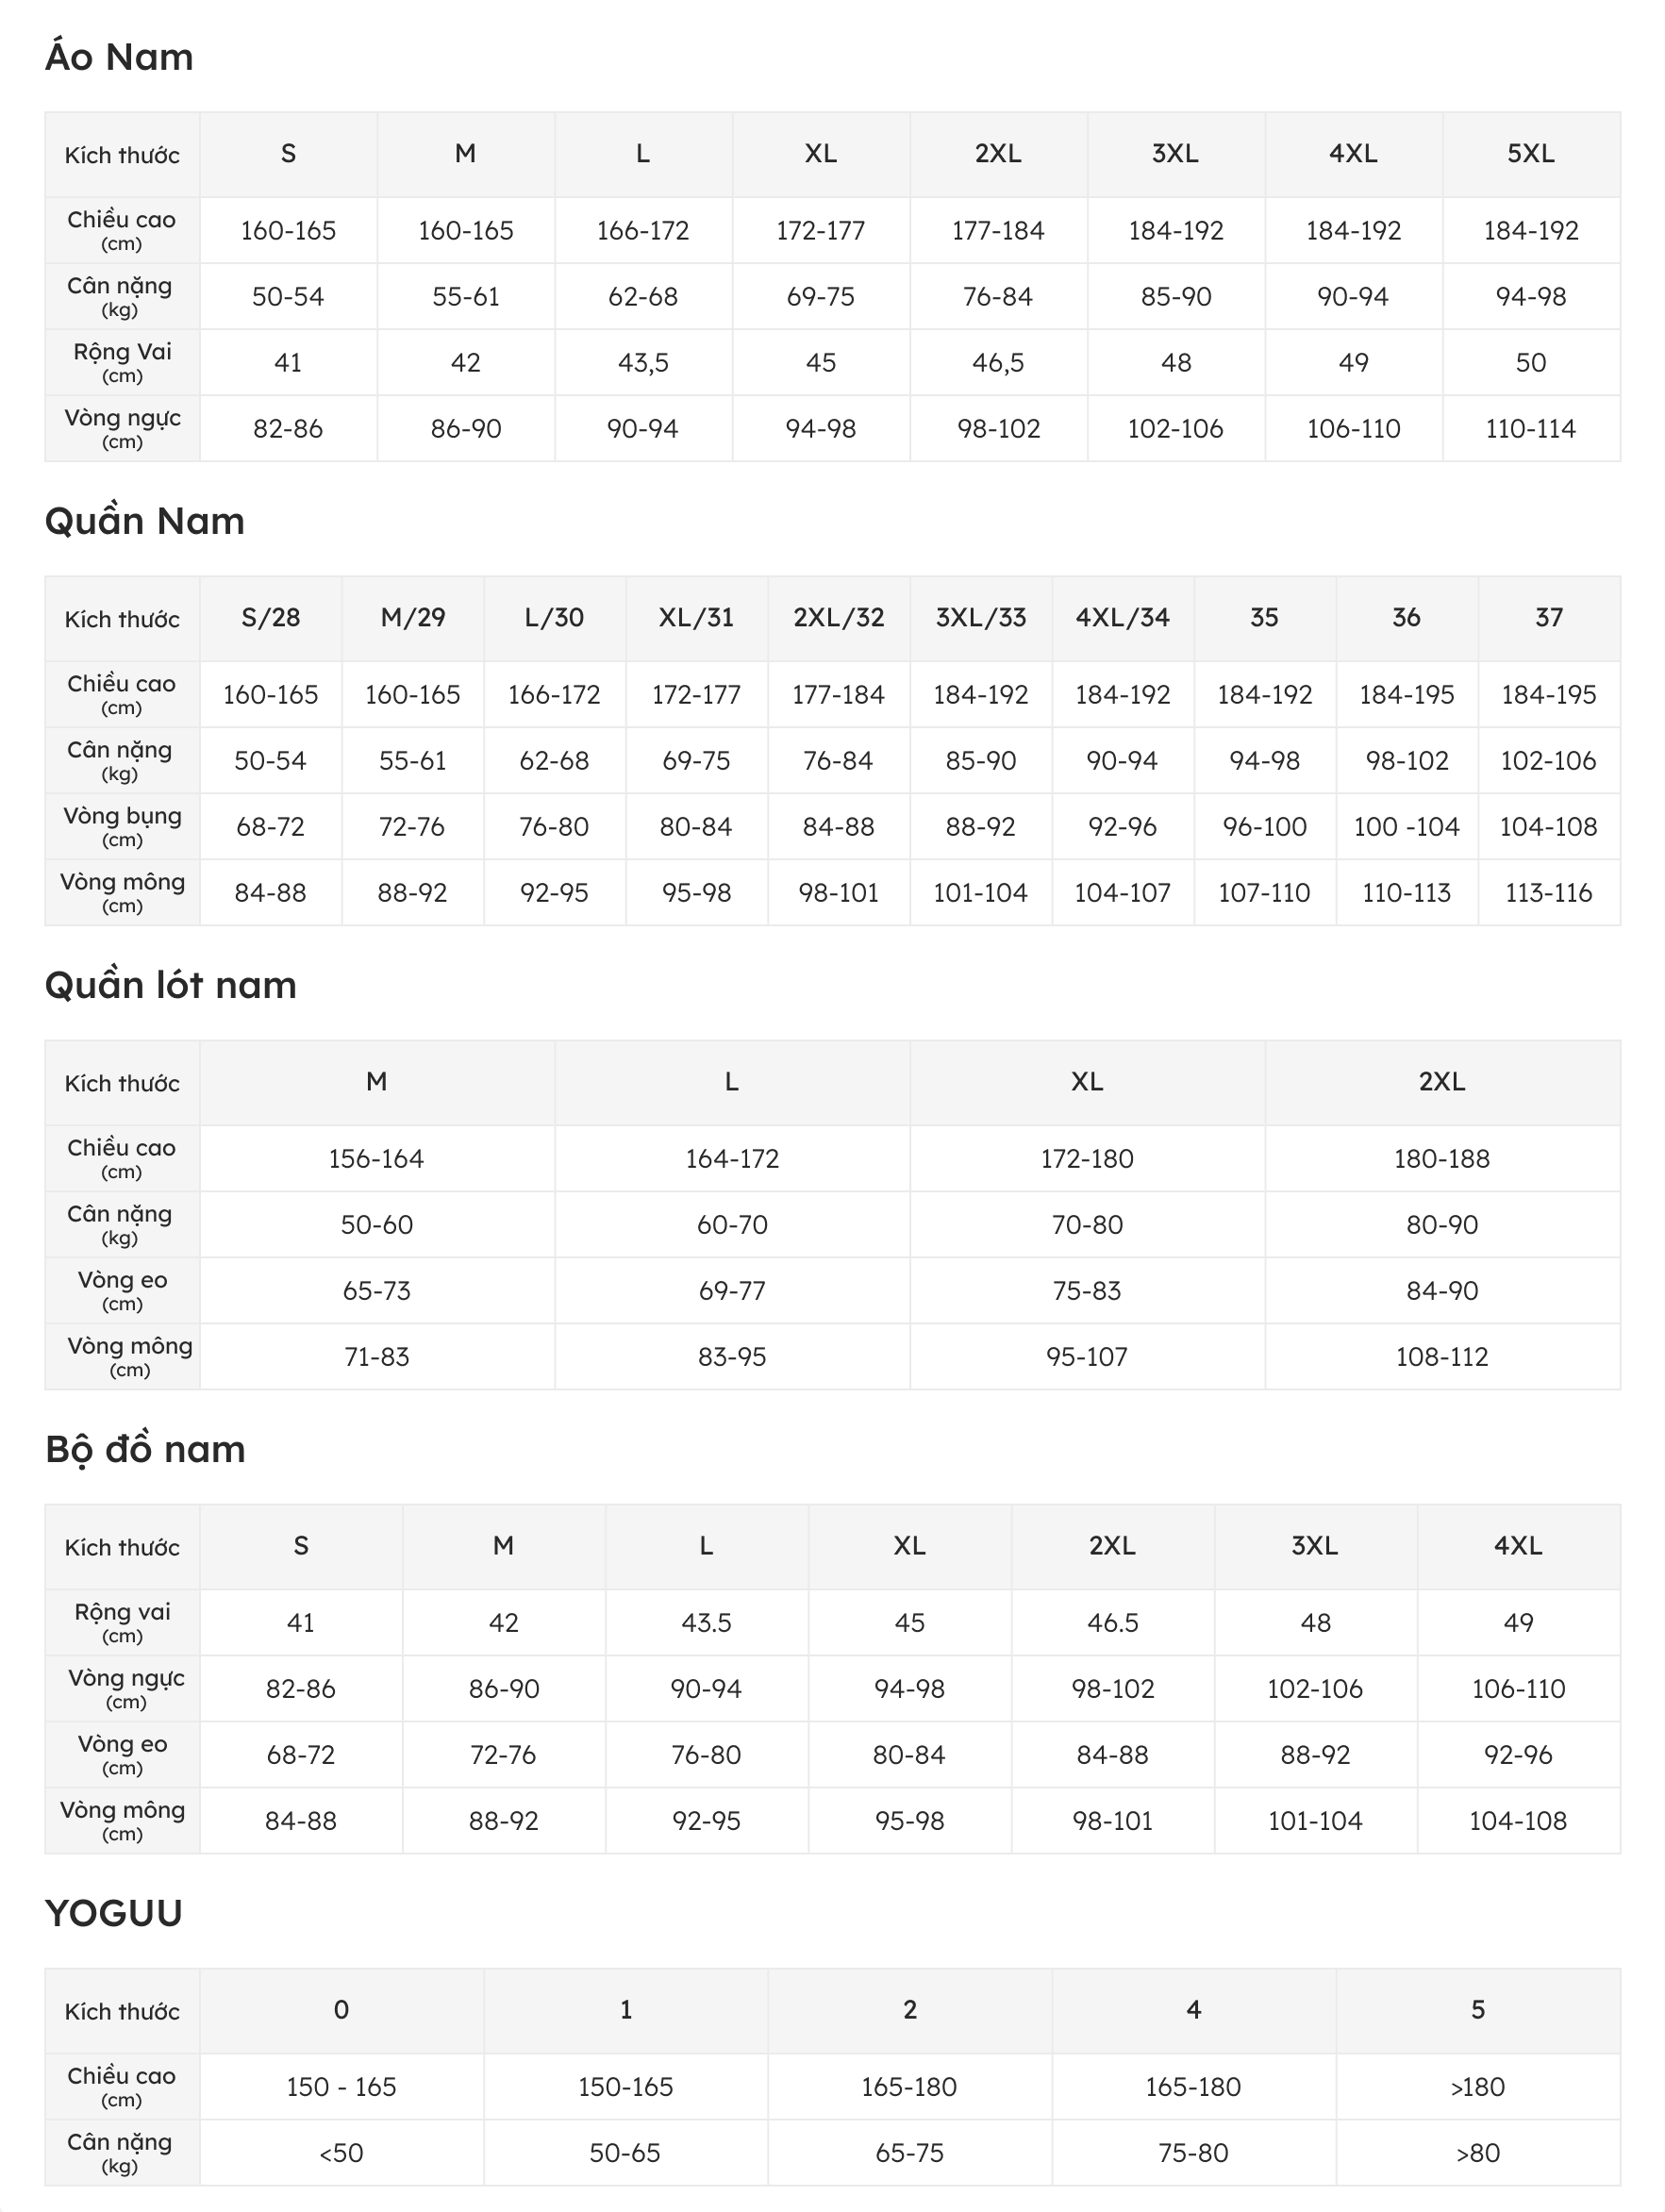 Áo Nam
Kích thước S M L XL 2XL 3XL 4XL 5XL
Chiều cao (cm) 160-165 160-165 166-172 172-177 177-184 184-192 184-192 184-192
Cân nặng (kg) 50-54 55-61 62-68 69-75 76-84 85-90 90-94 94-98
Rộng Vai (cm) 41 42 43,5 45 46,5 48 49 50
Vòng ngực (cm) 82-86 86-90 90-94 94-98 98-102 102-106 106-110 110-114
Quần Nam
Kích thước S/28 M/29 L/30 XL/31 2XL/32 3XL/33 4XL/34 35 36 37
Chiều cao (cm) 160-165 160-165 166-172 172-177 177-184 184-192 184-192 184-192 184-195 184-195
Cân nặng (kg) 50-54 55-61 62-68 69-75 76-84 85-90 90-94 94-98 98-102 102-106
Vòng bụng (cm) 68-72 72-76 76-80 80-84 84-88 88-92 92-96 96-100 100 -104 104-108
Vòng mông (cm) 84-88 88-92 92-95 95-98 98-101 101-104 104-107 107-110 110-113 113-116
Quần lót nam
Kích thước M L XL 2XL
Chiều cao (cm) 156-164 164-172 172-180 180-188
Cân nặng (kg) 50-60 60-70 70-80 80-90
Vòng eo (cm) 65-73 69-77 75-83 84-90
Vòng mông (cm) 71-83 83-95 95-107 108-112
Bộ đồ nam
Kích thước S M L XL 2XL 3XL 4XL
Rộng vai (cm) 41 42 43.5 45 46.5 48 49
Vòng ngực (cm) 82-86 86-90 90-94 94-98 98-102 102-106 106-110
Vòng eo (cm) 68-72 72-76 76-80 80-84 84-88 88-92 92-96
Vòng mông (cm) 84-88 88-92 92-95 95-98 98-101 101-104 104-108
YOGUU
Kích thước 0 1 2 4 5
Chiều cao (cm) 150 - 165 150-165 165-180 165-180 >180
Cân nặng (kg) <50 50-65 65-75 75-80 >80